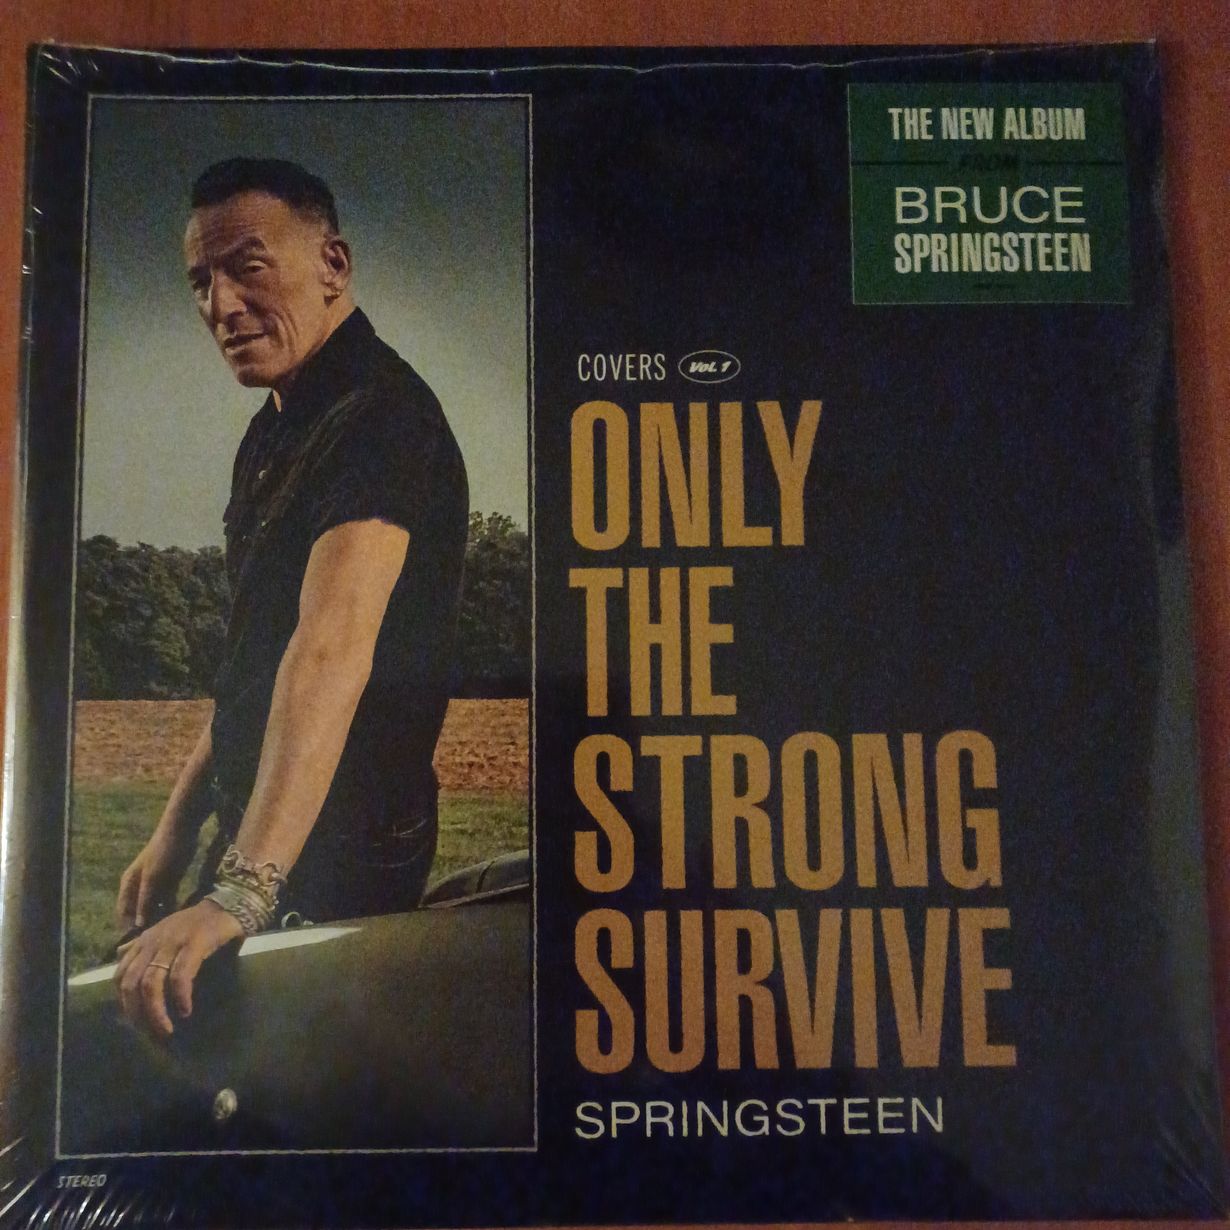 THE NEW ALBUM
FROM
BRUCE
SPRINGSTEEN
COVERS Vol. 1
ONLY
THE
STRONG
SURVIVE
SPRINGSTEEN
STEREO